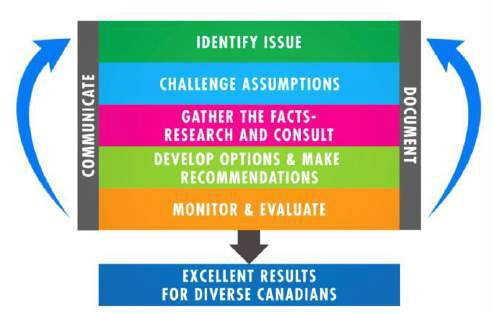 COMMUNICATE
IDENTIFY ISSUE
CHALLENGE ASSUMPTIONS
GATHER THE FACTS-
RESEARCH AND CONSULT
DEVELOP OPTIONS & MAKE
RECOMMENDATIONS
MONITOR & EVALUATE
DOCUMENT
EXCELLENT RESULTS
FOR DIVERSE CANADIANS